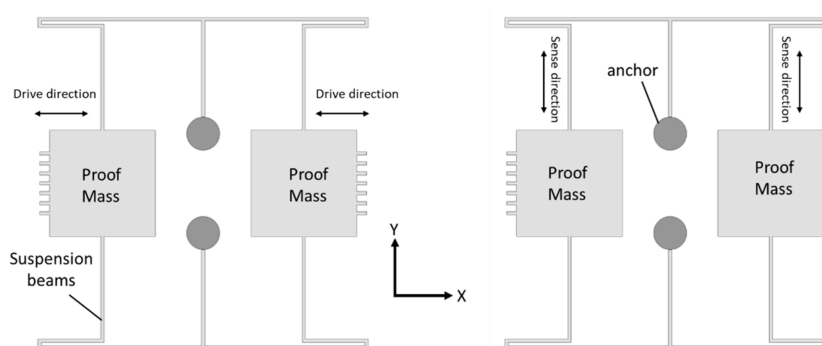 Drive direction
Drive direction
Proof
Mass
Proof
Mass
Suspension
beams
Y
X
Sense
direction
anchor
Sense
direction
Proof
Mass
Proof
Mass